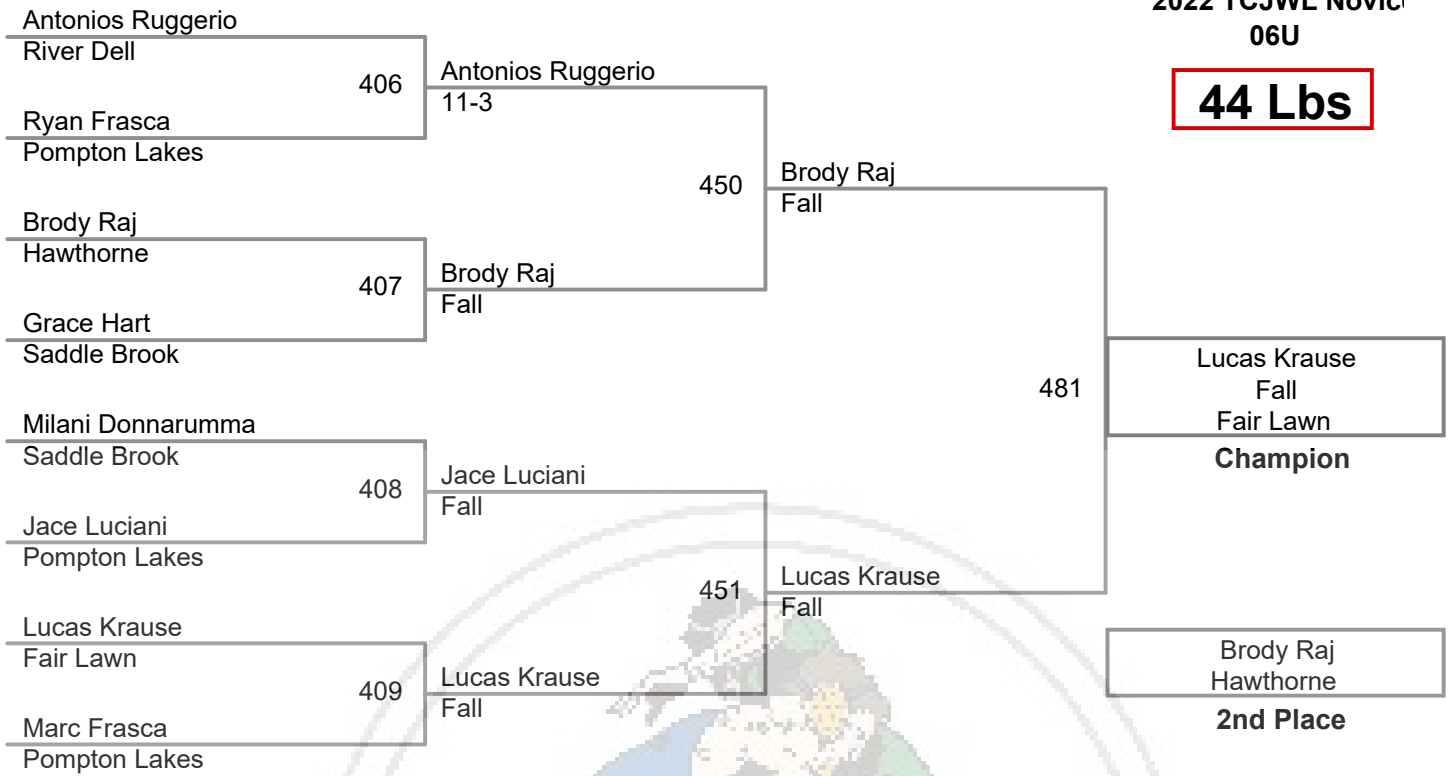 2022 TCJWL
06U
44 Lbs
Antonios Ruggerio
River Dell
406
Ryan Frasca
Pompton Lakes
Antonios Ruggerio
11-3
Brody Raj
Hawthorne
407
Grace Hart
Saddle Brook
Brody Raj
Fall
450
Brody Raj
Fall
Milani Donnarumma
Saddle Brook
408
Jace Luciani
Pompton Lakes
Jace Luciani
Fall
Lucas Krause
Fair Lawn
409
Marc Frasca
Pompton Lakes
Lucas Krause
Fall
451
Lucas Krause
Fall
481
Lucas Krause
Fall
Fair Lawn
Champion
Brody Raj
Hawthorne
2nd Place